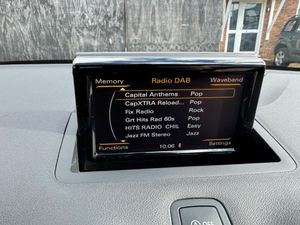 Memory Radio DAB Waveband
Capital Anthems Pop
CapXTRA Reload... Pop
Fix Radio Rock
Grt Hits Rad 60s Pop
HITS RADIO CHIL Easy
Jazz FM Stereo Jazz
Functions 10:06 Settings
OFF